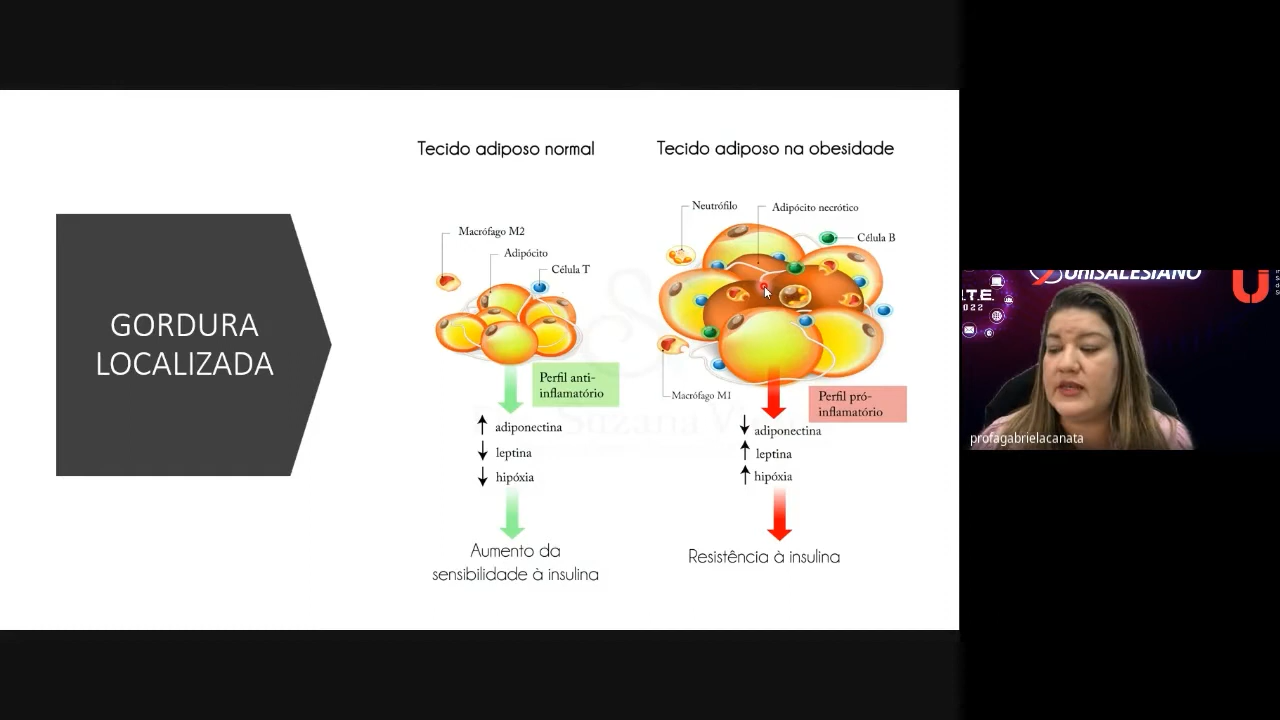 GORDURA
LOCALIZADA
Tecido adiposo normal
Macrófago M2
Adipócito
Célula T
Perfil anti-
inflamatório
adiponectina
leptina
hipóxia
Aumento da
sensibilidade à insulina
Tecido adiposo na obesidade
Neutrófilo
Adipócito necrótico
Célula B
Macrófago M1
Perfil pró-
inflamatório
adiponectina
leptina
hipóxia
Resistência à insulina
UniSALESIANO
.T.E.
profagabrielacanata